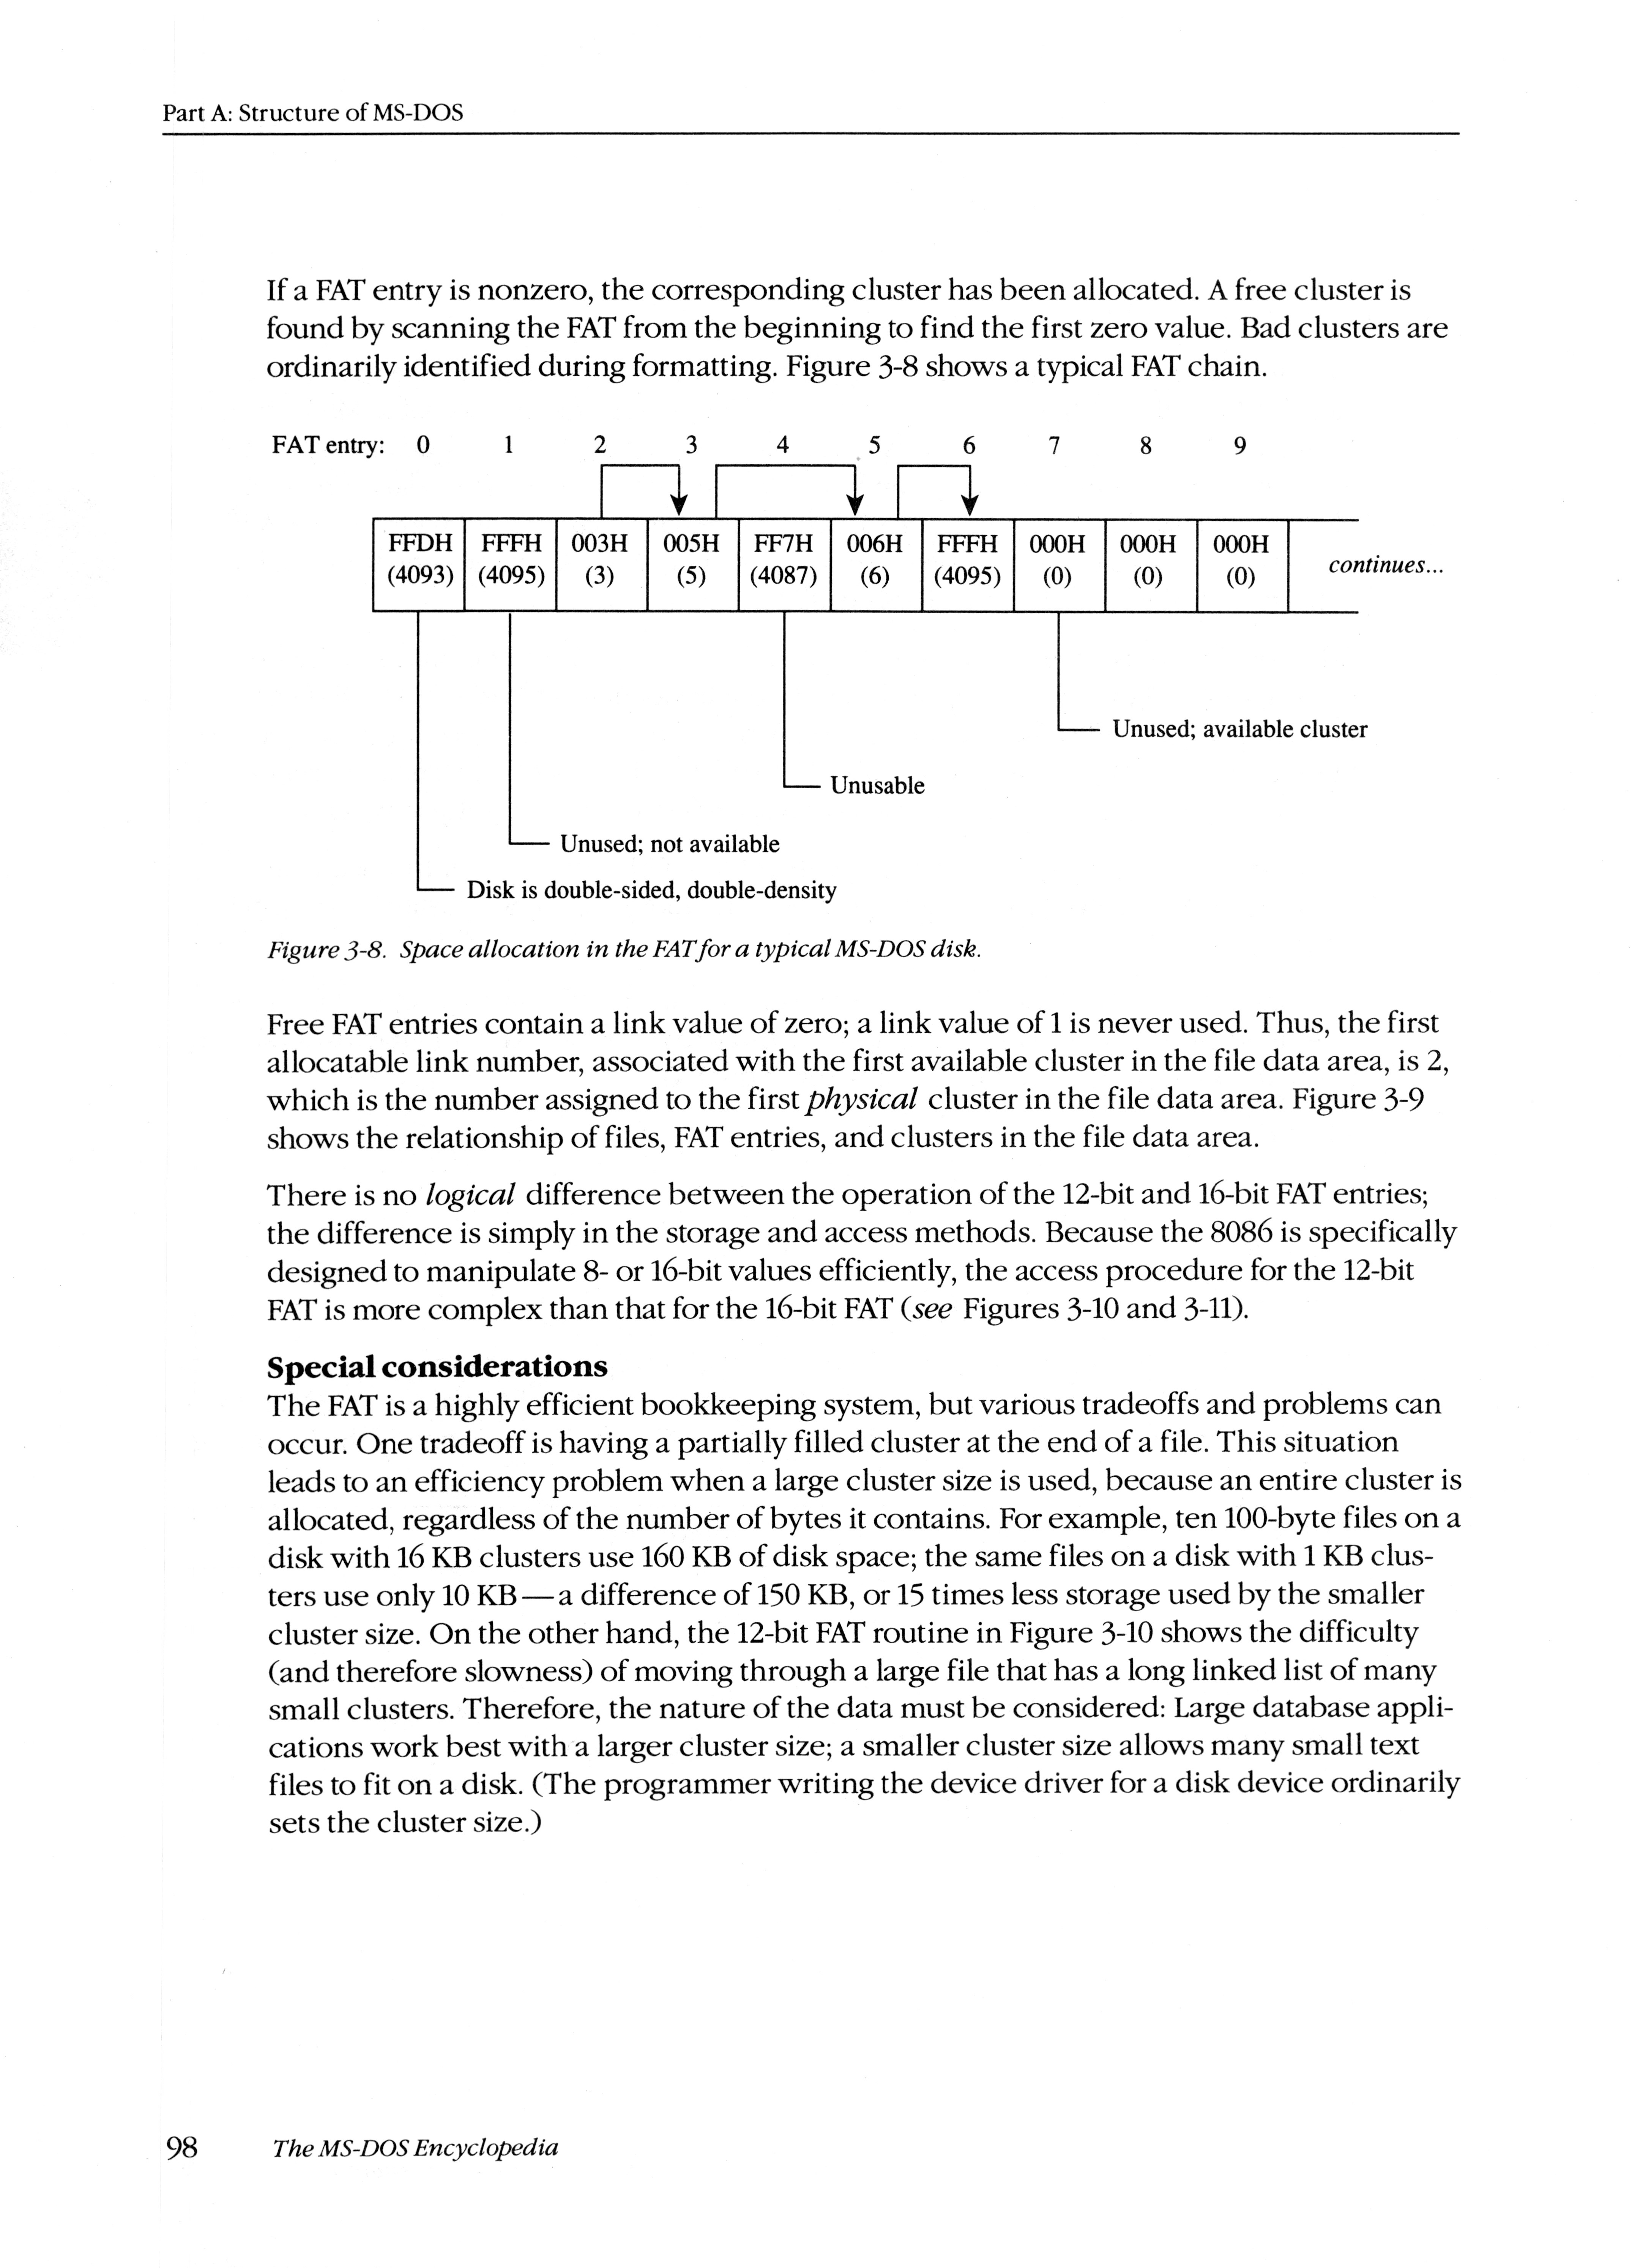 Part A: Structure of MS-DOS
If a FAT entry is nonzero, the corresponding cluster has been allocated. A free cluster is
found by scanning the FAT from the beginning to find the first zero value. Bad clusters are
ordinarily identified during formatting. Figure 3-8 shows a typical FAT chain.
FAT entry: 0 1 2 3 4 5 6 7 8 9
FFDH FFFH 003H 005H FF7H 006H FFFH 000H 000H 000H
(4093) (4095) (3) (5) (4087) (6) (4095) (0) (0) (0)
continues...
Unused; available cluster
Unusable
Unused; not available
Disk is double-sided, double-density
Figure 3-8. Space allocation in the FAT for a typical MS-DOS disk.
Free FAT entries contain a link value of zero; a link value of 1 is never used. Thus, the first
allocatable link number, associated with the first available cluster in the file data area, is 2,
which is the number assigned to the first physical cluster in the file data area. Figure 3-9
shows the relationship of files, FAT entries, and clusters in the file data area.
There is no logical difference between the operation of the 12-bit and 16-bit FAT entries;
the difference is simply in the storage and access methods. Because the 8086 is specifically
designed to manipulate 8- or 16-bit values efficiently, the access procedure for the 12-bit
FAT is more complex than that for the 16-bit FAT (see Figures 3-10 and 3-11).
Special considerations
The FAT is a highly efficient bookkeeping system, but various tradeoffs and problems can
occur. One tradeoff is having a partially filled cluster at the end of a file. This situation
leads to an efficiency problem when a large cluster size is used, because an entire cluster is
allocated, regardless of the number of bytes it contains. For example, ten 100-byte files on a
disk with 16 KB clusters use 160 KB of disk space; the same files on a disk with 1 KB clus-
ters use only 10 KB — a difference of 150 KB, or 15 times less storage used by the smaller
cluster size. On the other hand, the 12-bit FAT routine in Figure 3-10 shows the difficulty
(and therefore slowness) of moving through a large file that has a long linked list of many
small clusters. Therefore, the nature of the data must be considered: Large database appli-
cations work best with a larger cluster size; a smaller cluster size allows many small text
files to fit on a disk. (The programmer writing the device driver for a disk device ordinarily
sets the cluster size.)
98 The MS-DOS Encyclopedia